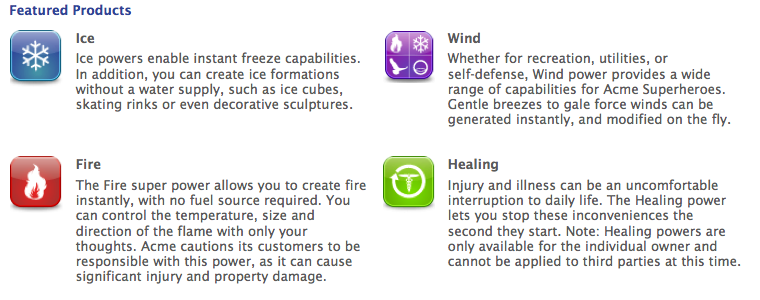 Featured Products
Ice
Ice powers enable instant freeze capabilities.
In addition, you can create ice formations
without a water supply, such as ice cubes,
skating rinks or even decorative sculptures.
Wind
Whether for recreation, utilities, or
self-defense, Wind power provides a wide
range of capabilities for Acme Superheroes.
Gentle breezes to gale force winds can be
generated instantly, and modified on the fly.
Fire
The Fire super power allows you to create fire
instantly, with no fuel source required. You
can control the temperature, size and
direction of the flame with only your
thoughts. Acme cautions its customers to be
responsible with this power, as it can cause
significant injury and property damage.
Healing
Injury and illness can be an uncomfortable
interruption to daily life. The Healing power
lets you stop these inconveniences the
second they start. Note: Healing powers are
only available for the individual owner and
cannot be applied to third parties at this time.